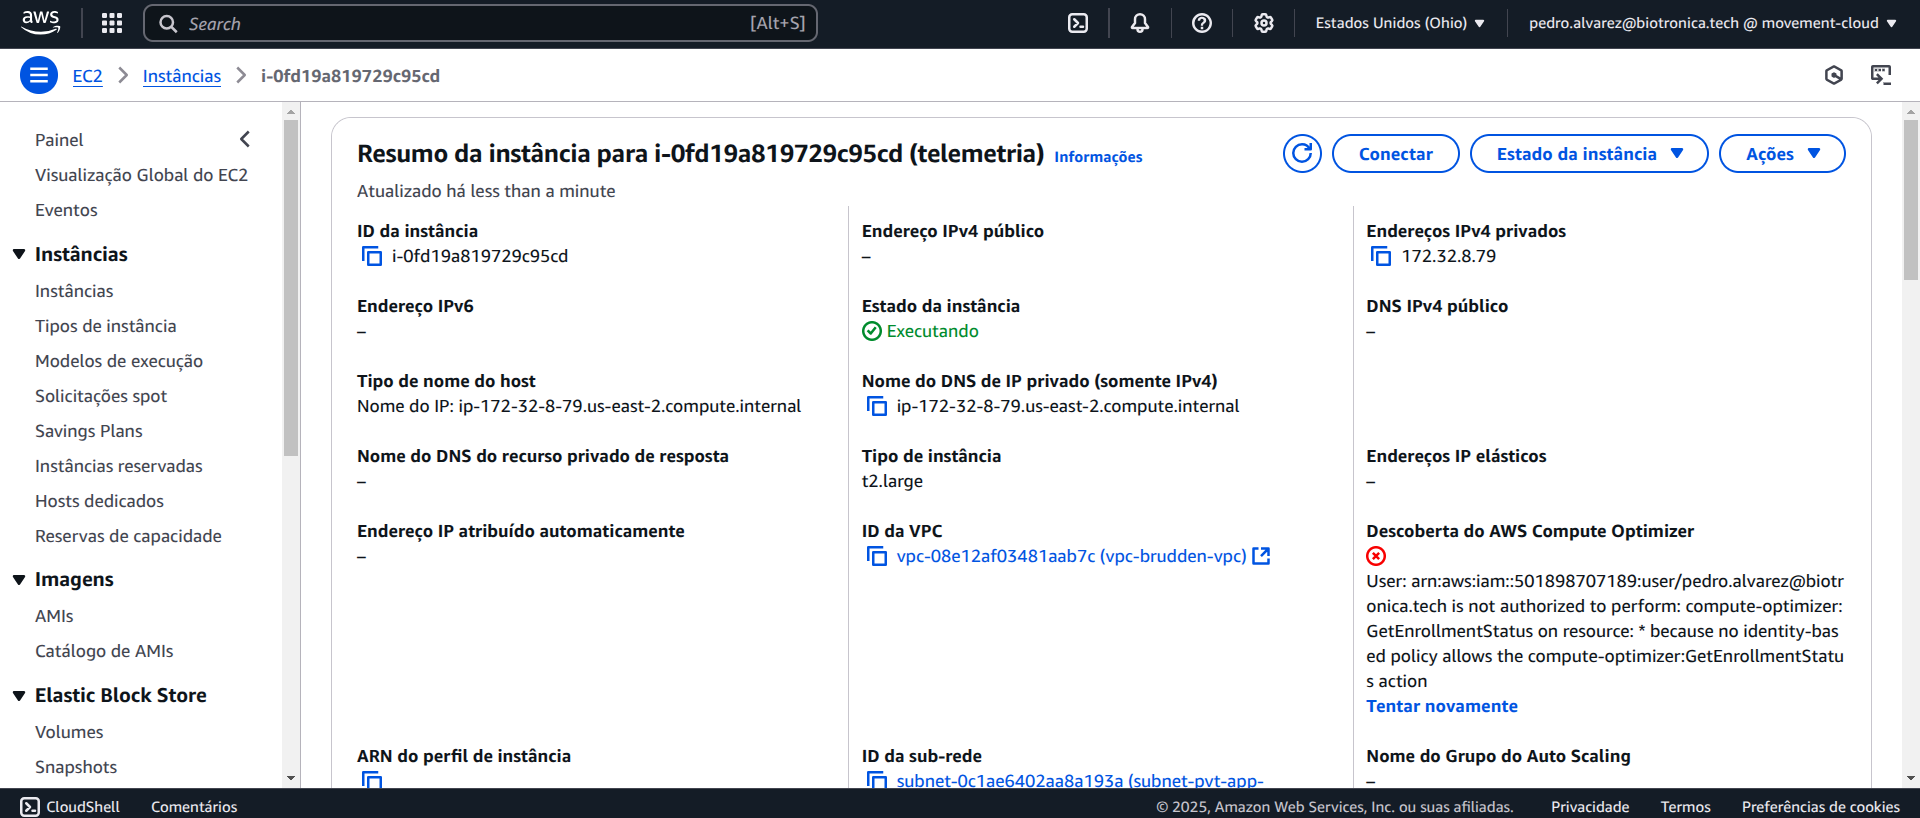 aws
Search
[Alt+S]
Estados Unidos (Ohio)
pedro.alvarez@biotronica.tech @ movement-cloud
EC2
Instâncias
i-0fd19a819729c95cd
Painel
Visualização Global do EC2
Eventos
Instâncias
Instâncias
Tipos de instância
Modelos de execução
Solicitações spot
Savings Plans
Instâncias reservadas
Hosts dedicados
Reservas de capacidade
Imagens
AMIs
Catálogo de AMIs
Elastic Block Store
Volumes
Snapshots
Resumo da instância para i-0fd19a819729c95cd (telemetria)
Informações
Conectar
Estado da instância
Ações
Atualizado há less than a minute
ID da instância
i-0fd19a819729c95cd
Endereço IPv4 público
–
Endereços IPv4 privados
172.32.8.79
Endereço IPv6
–
Estado da instância
Executando
DNS IPv4 público
–
Tipo de nome do host
Nome do IP: ip-172-32-8-79.us-east-2.compute.internal
Nome do DNS de IP privado (somente IPv4)
ip-172-32-8-79.us-east-2.compute.internal
Nome do DNS do recurso privado de resposta
–
Tipo de instância
t2.large
Endereços IP elásticos
–
Endereço IP atribuído automaticamente
–
ID da VPC
vpc-08e12af03481aab7c (vpc-brudden-vpc)
Descoberta do AWS Compute Optimizer
User: arn:aws:iam::501898707189:user/pedro.alvarez@biotr
onica.tech is not authorized to perform: compute-optimizer:
GetEnrollmentStatus on resource: * because no identity-bas
ed policy allows the compute-optimizer:GetEnrollmentStatu
s action
Tentar novamente
ARN do perfil de instância
ID da sub-rede
subnet-0c1ae6402aa8a193a (subnet-pvt-app-
Nome do Grupo do Auto Scaling
–
CloudShell
Comentários
© 2025, Amazon Web Services, Inc. ou suas afiliadas.
Privacidade
Termos
Preferências de cookies